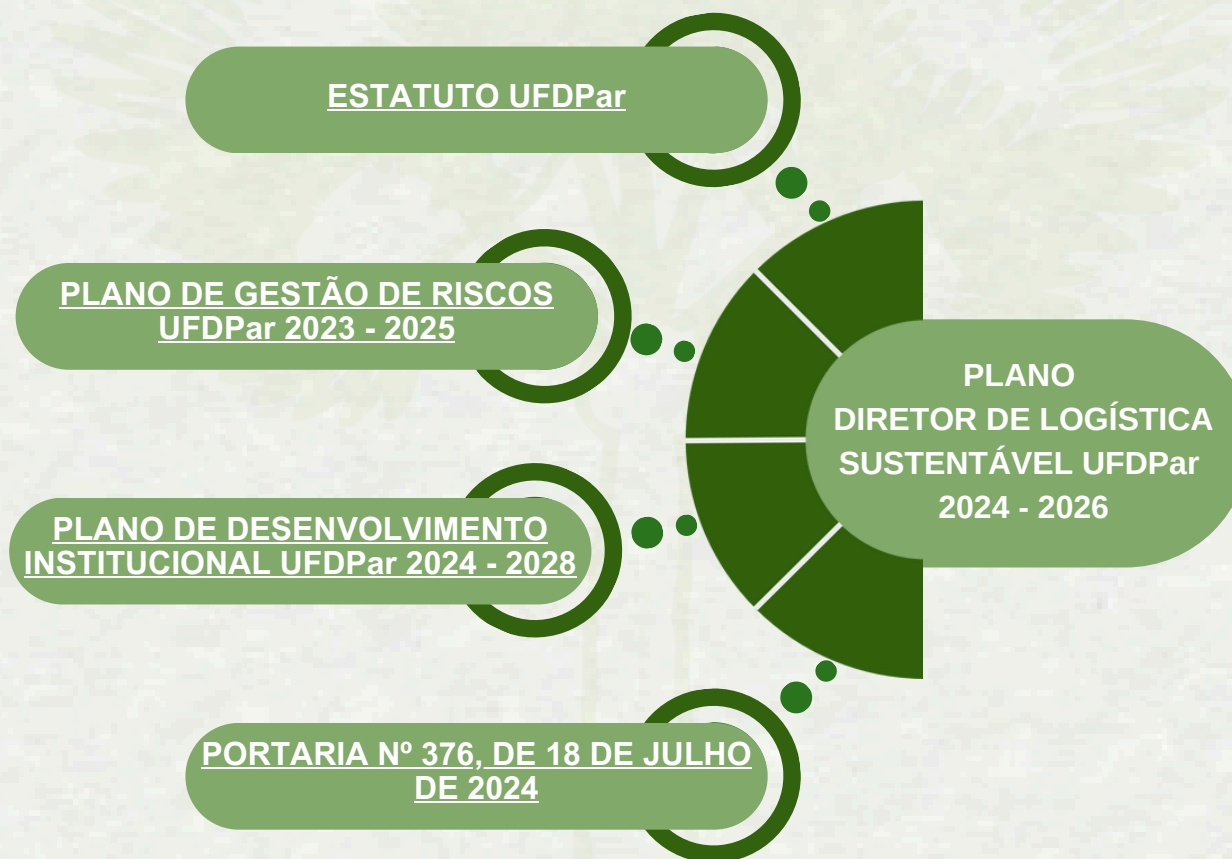 ESTATUTO UFDPar
PLANO DE GESTÃO DE RISCOS
UFDPar 2023 - 2025
PLANO DE DESENVOLVIMENTO
INSTITUCIONAL UFDPar 2024 - 2028
PORTARIA Nº 376, DE 18 DE JULHO
DE 2024
PLANO
DIRETOR DE LOGÍSTICA
SUSTENTÁVEL UFDPar
2024 - 2026